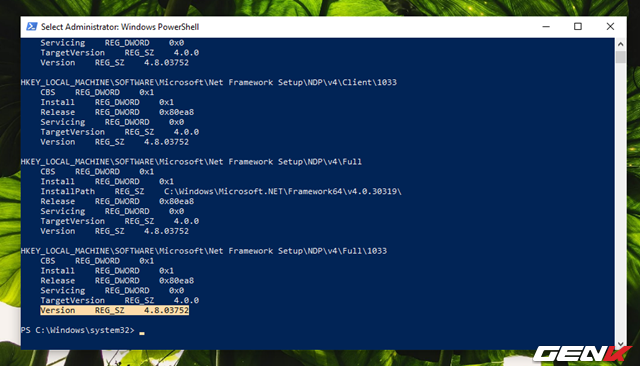 Select Administrator: Windows PowerShell
Servicing    REG_DWORD    0x0
TargetVersion    REG_SZ    4.0.0
Version    REG_SZ    4.8.03752
HKEY_LOCAL_MACHINE\SOFTWARE\Microsoft\Net Framework Setup\NDP\v4\Client\1033
CBS    REG_DWORD    0x1
Install    REG_DWORD    0x1
Release    REG_DWORD    0x80ea8
Servicing    REG_DWORD    0x0
TargetVersion    REG_SZ    4.0.0
Version    REG_SZ    4.8.03752
HKEY_LOCAL_MACHINE\SOFTWARE\Microsoft\Net Framework Setup\NDP\v4\Full
CBS    REG_DWORD    0x1
Install    REG_DWORD    0x1
InstallPath    REG_SZ    C:\Windows\Microsoft.NET\Framework64\v4.0.30319\
Release    REG_DWORD    0x80ea8
Servicing    REG_DWORD    0x0
TargetVersion    REG_SZ    4.0.0
Version    REG_SZ    4.8.03752
HKEY_LOCAL_MACHINE\SOFTWARE\Microsoft\Net Framework Setup\NDP\v4\Full\1033
CBS    REG_DWORD    0x1
Install    REG_DWORD    0x1
Release    REG_DWORD    0x80ea8
Servicing    REG_DWORD    0x0
TargetVersion    REG_SZ    4.0.0
Version    REG_SZ    4.8.03752
PS C:\Windows\system32> _
GENK